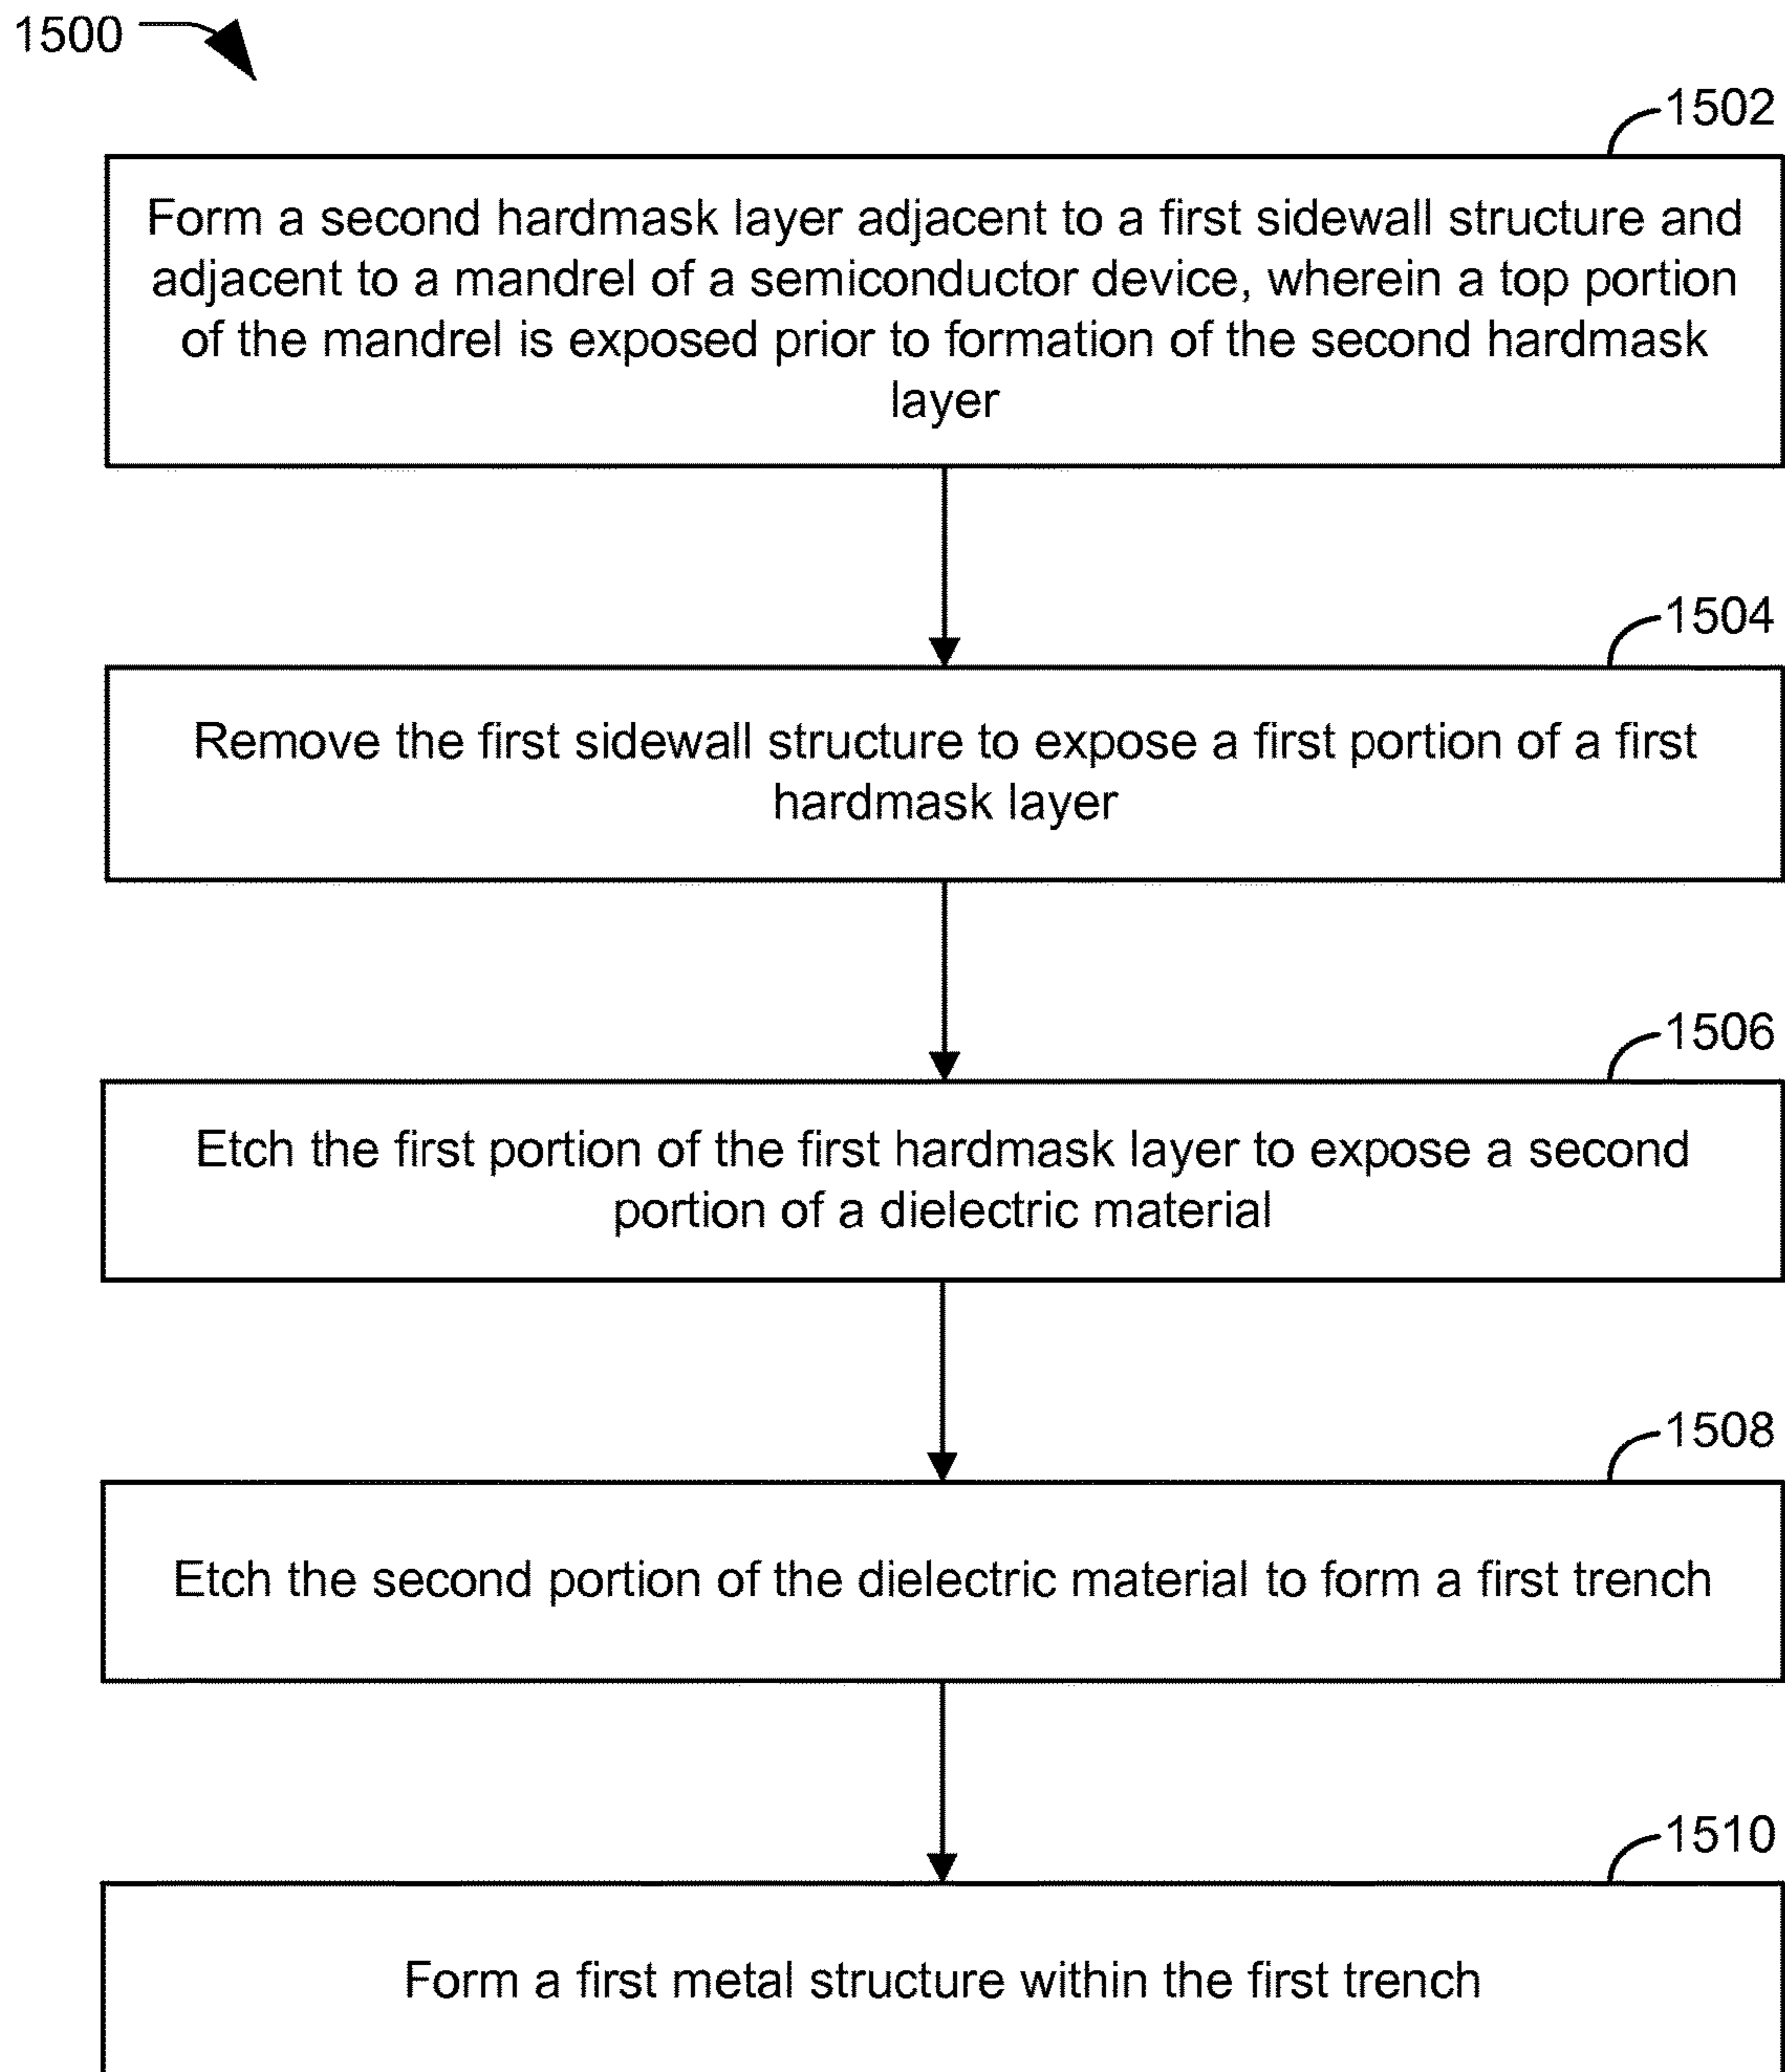 1500
1502
Form a second hardmask layer adjacent to a first sidewall structure and
adjacent to a mandrel of a semiconductor device, wherein a top portion
of the mandrel is exposed prior to formation of the second hardmask
layer
1504
Remove the first sidewall structure to expose a first portion of a first
hardmask layer
1506
Etch the first portion of the first hardmask layer to expose a second
portion of a dielectric material
1508
Etch the second portion of the dielectric material to form a first trench
1510
Form a first metal structure within the first trench